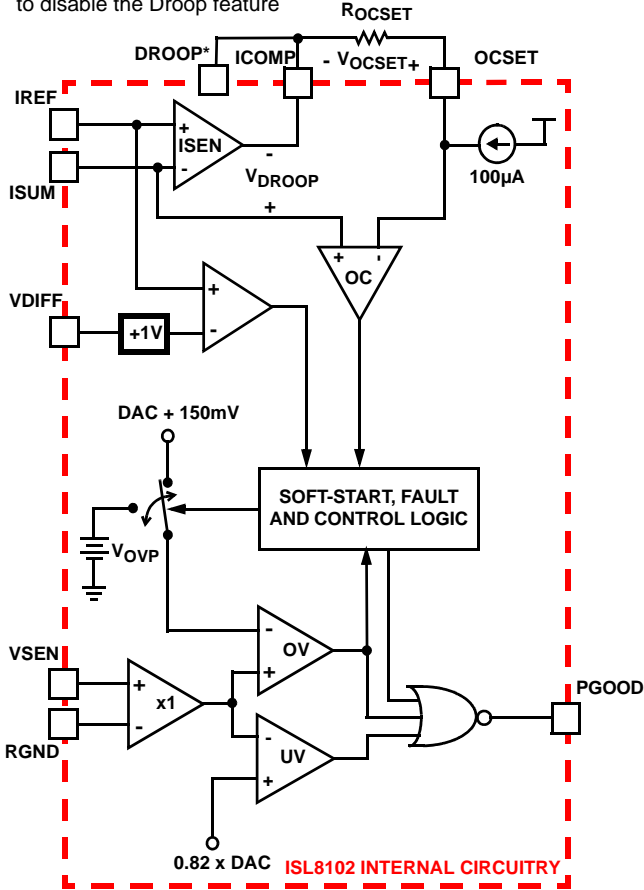 to disable the Droop feature
ROCSET
DROOP*
ICOMP
- VOCSET+
OCSET
IREF
+
ISEN
-
-
VDROOP
+
100µA
ISUM
+ -
OC
VDIFF
+1V
+
-
DAC + 150mV
SOFT-START, FAULT
AND CONTROL LOGIC
VOVP
-
OV
+
VSEN
+
x1
-
RGND
PGOOD
-
UV
+
0.82 x DAC
ISL8102 INTERNAL CIRCUITRY